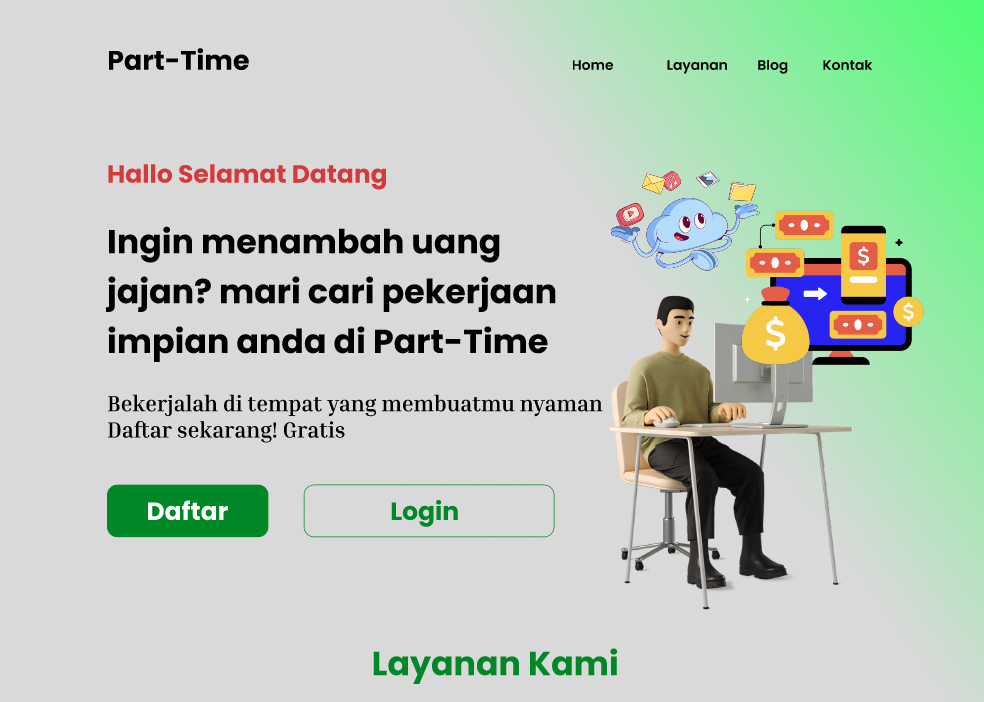 Part-Time
Home Layanan Blog Kontak
Hallo Selamat Datang
Ingin menambah uang
jajan? mari cari pekerjaan
impian anda di Part-Time
Bekerjalah di tempat yang membuatmu nyaman
Daftar sekarang! Gratis
$
$
$
Daftar
Login
Layanan Kami